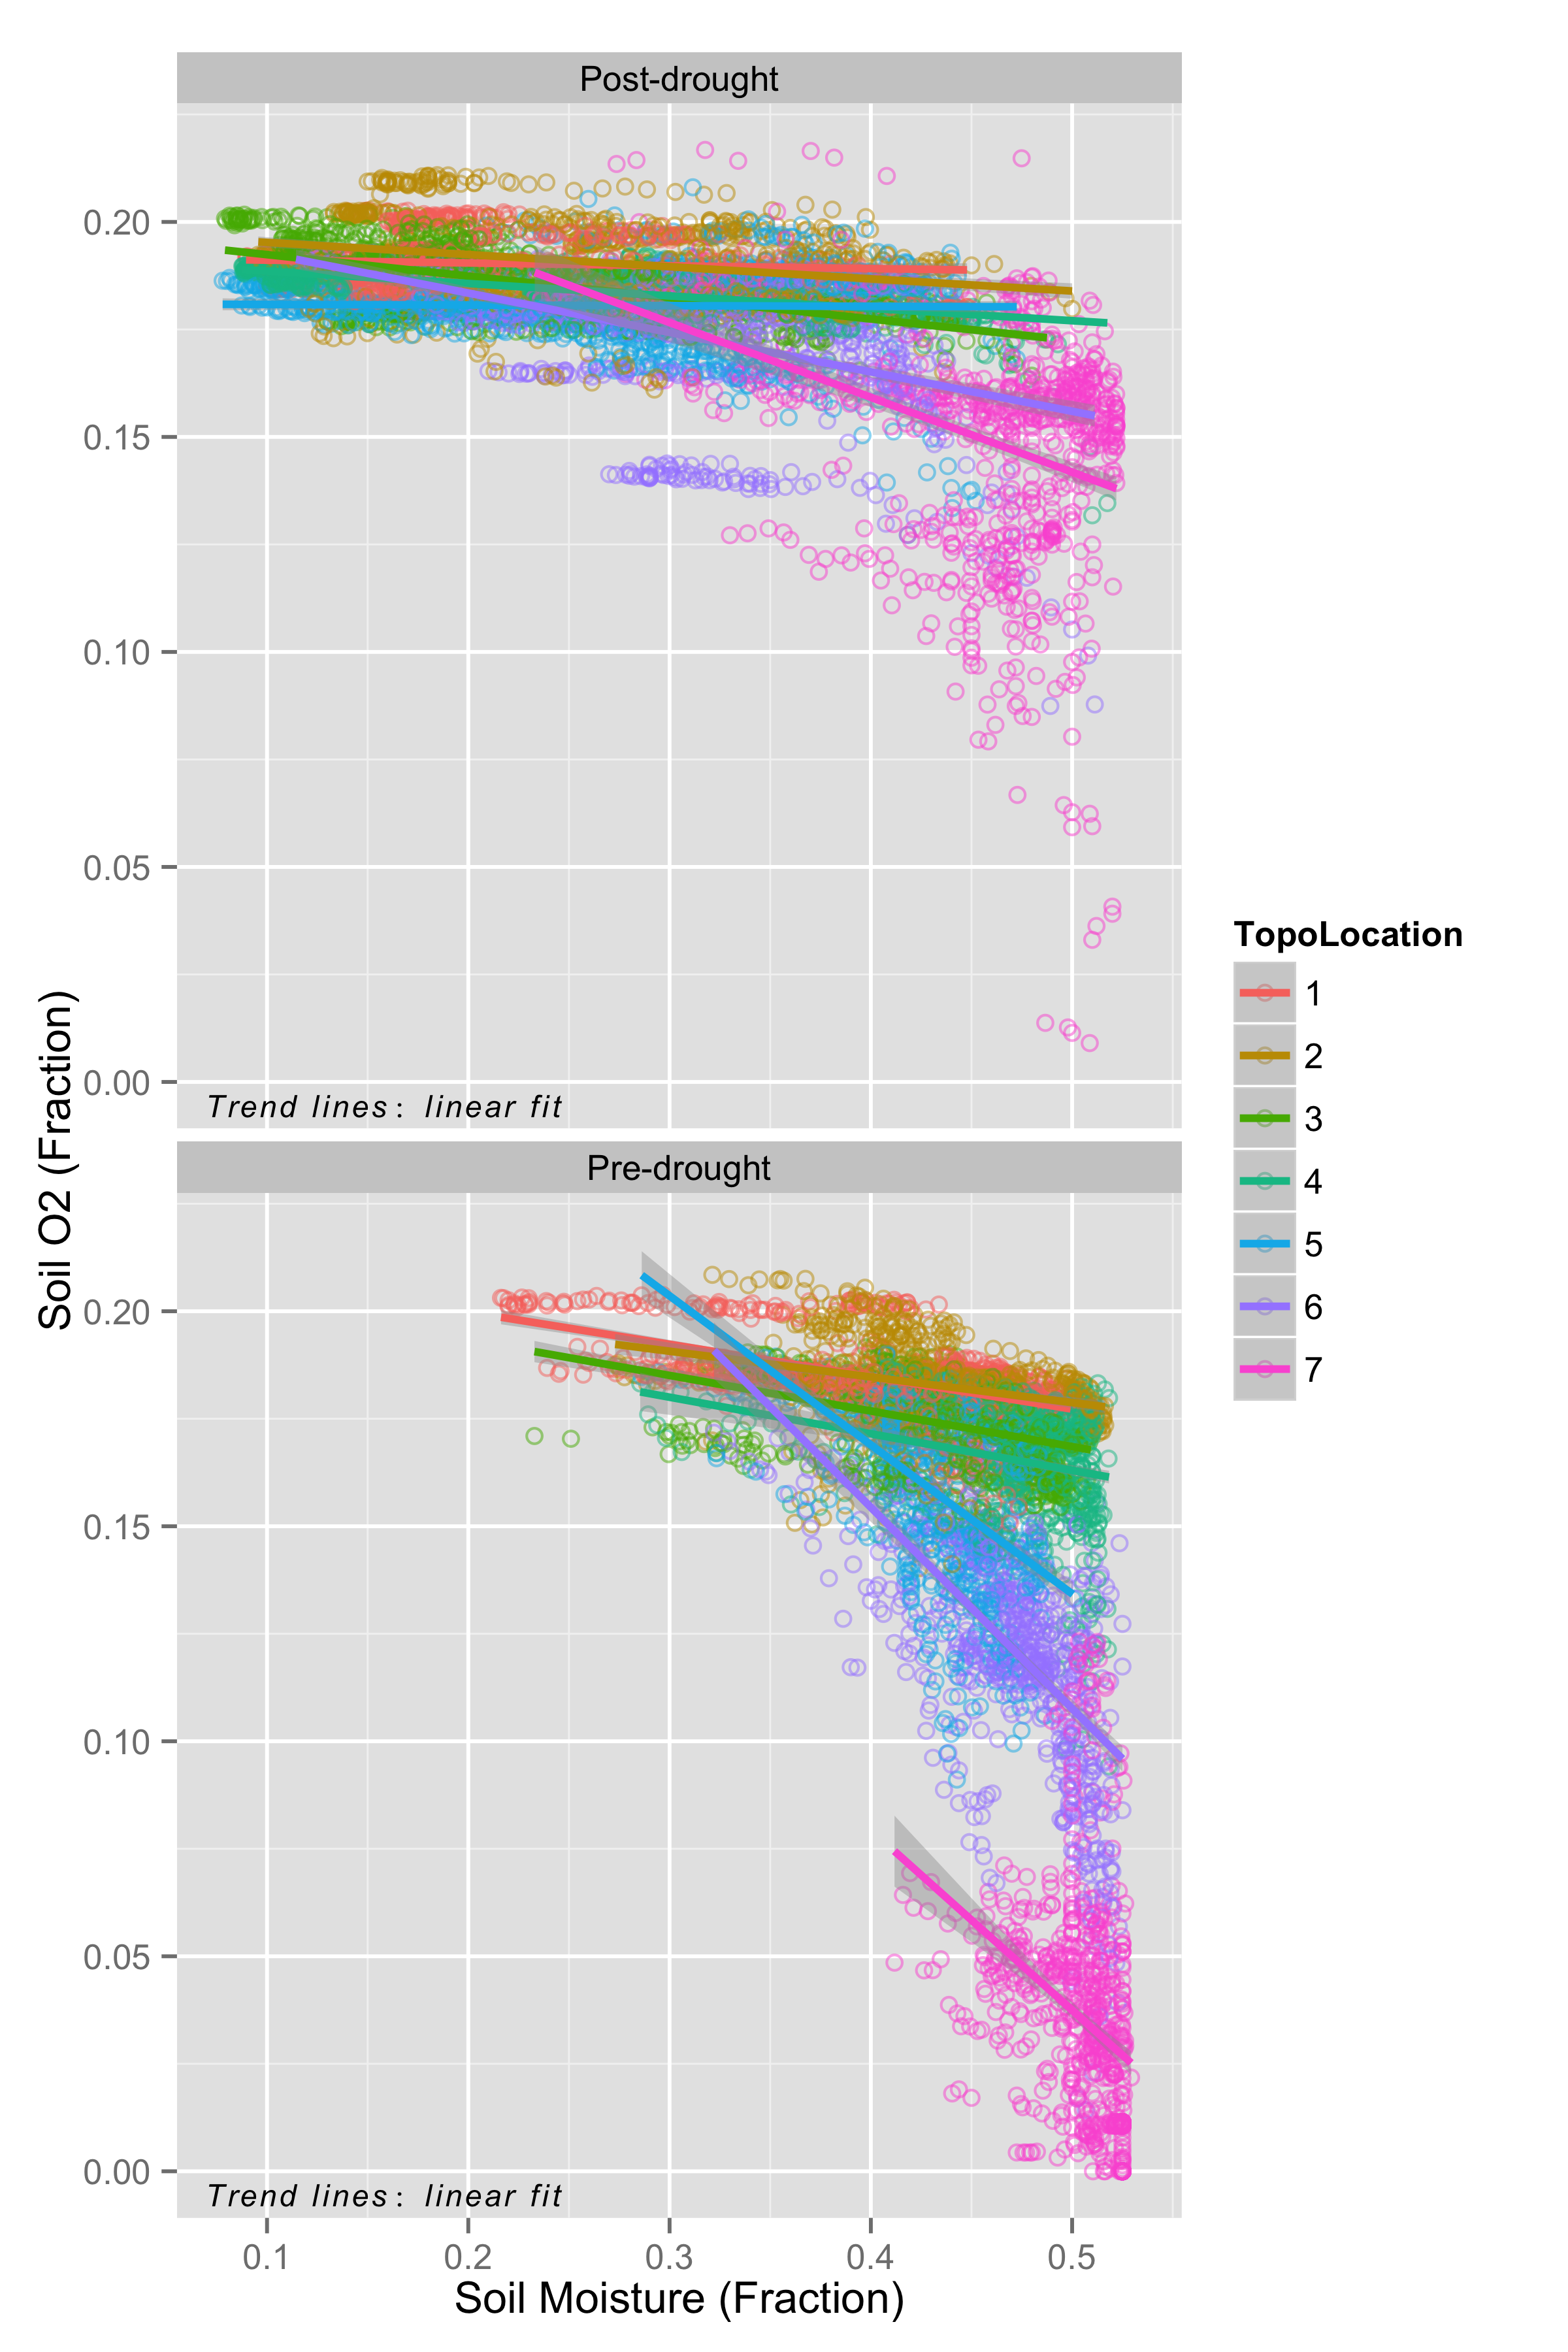 Post-drought
0.20
0.15
0.10
0.05
0.00
Trend lines: linear fit
Soil O2 (Fraction)
Pre-drought
0.20
0.15
0.10
0.05
0.00
Trend lines: linear fit
0.1 0.2 0.3 0.4 0.5
Soil Moisture (Fraction)
TopoLocation
1
2
3
4
5
6
7